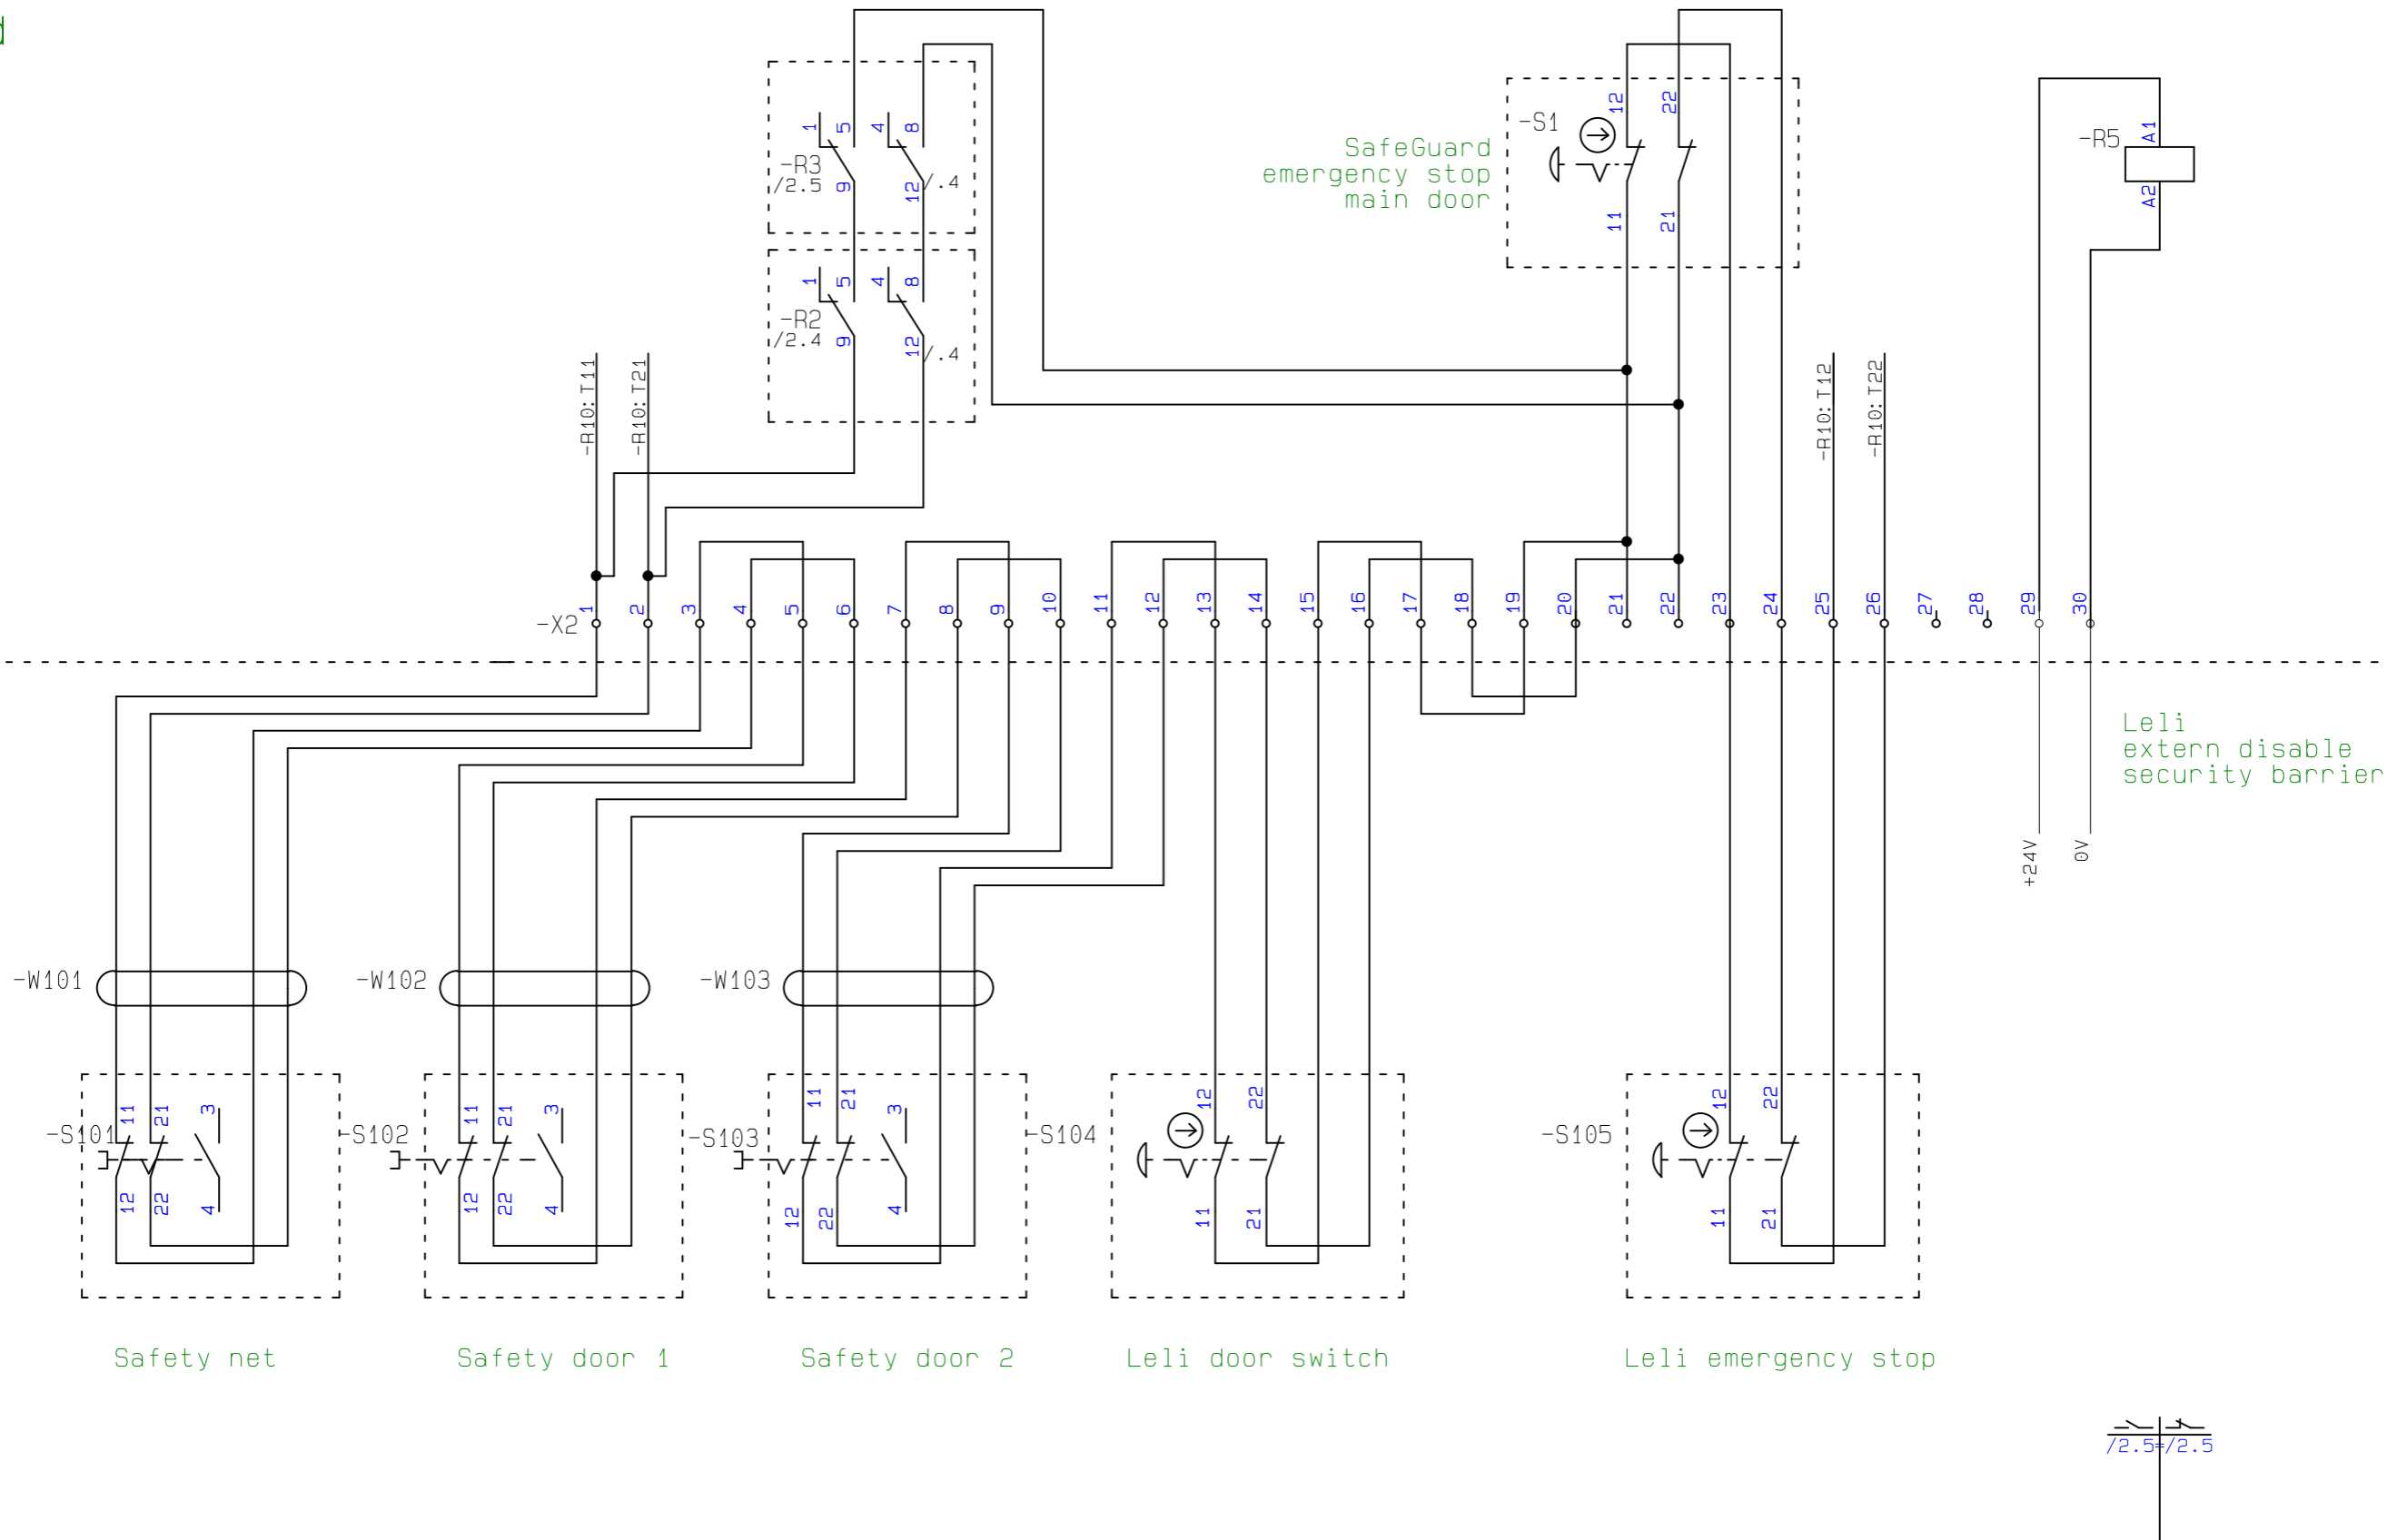 1
5
4
8
-R3
/2.5
9
12
/.4
1
5
4
8
-R2
/2.4
9
12
/.4
SafeGuard
emergency stop
main door
-S1
12
22
11
21
-R5
A1
A2
-R10:T11
-R10:T21
-R10:T12
-R10:T22
-X2
1
2
3
4
5
6
7
8
9
10
11
12
13
14
15
16
17
18
19
20
21
22
23
24
25
26
27
28
29
30
Leli
extern disable
security barrier
+24V
0V
-W101
-W102
-W103
-S101
11
21
3
12
22
4
-S102
11
21
3
12
22
4
-S103
11
21
3
12
22
4
-S104
12
22
11
21
-S105
12
22
11
21
Safety net
Safety door 1
Safety door 2
Leli door switch
Leli emergency stop
/2.5
/2.5